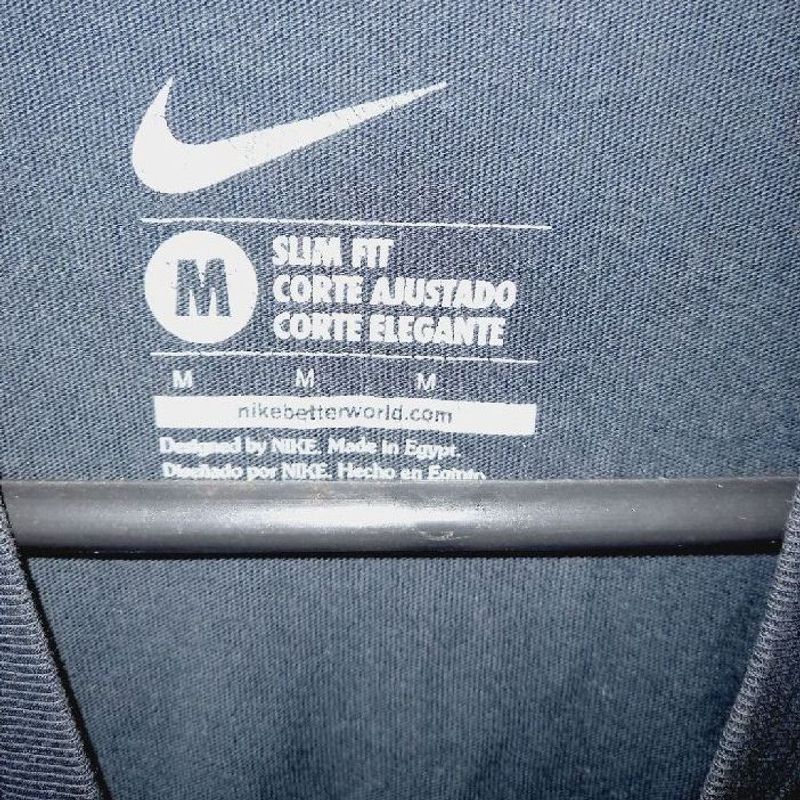 M
SLIM FIT
CORTE AJUSTADO
CORTE ELEGANTE
M M M
nikebetterworld.com
Designed by NIKE. Made in Egypt.
Diseñado por NIKE. Hecho en Egipto.